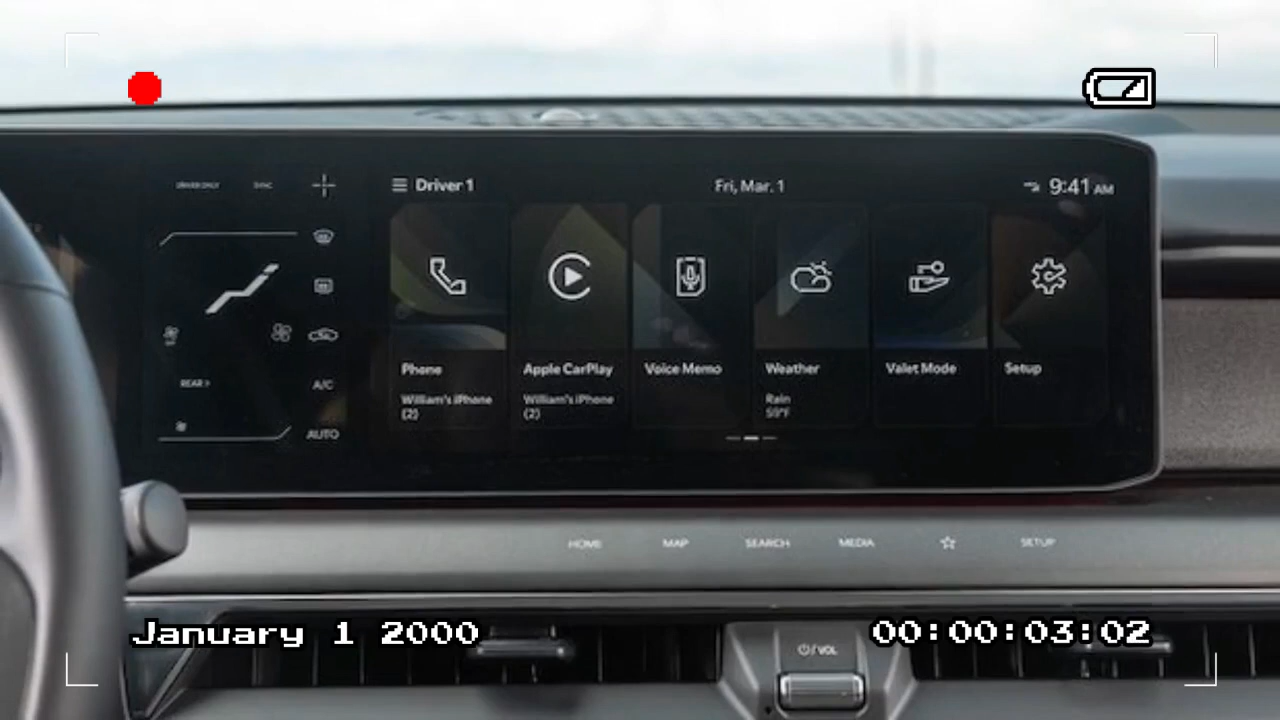 DRIVER ONLY SYNC
Driver 1 Fri, Mar. 1 9:41 AM
REAR >
A/C
AUTO
Phone Apple CarPlay Voice Memo Weather Valet Mode Setup
William's iPhone (2)
William's iPhone (2)
Rain
59°F
HOME MAP SEARCH MEDIA SETUP
January 1 2000 00:00:03:02
/VOL